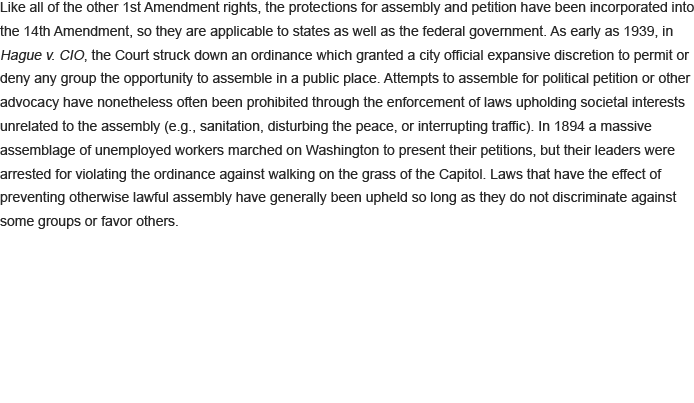 Like all of the other 1st Amendment rights, the protections for assembly and petition have been incorporated into
the 14th Amendment, so they are applicable to states as well as the federal government. As early as 1939, in
Hague v. CIO, the Court struck down an ordinance which granted a city official expansive discretion to permit or
deny any group the opportunity to assemble in a public place. Attempts to assemble for political petition or other
advocacy have nonetheless often been prohibited through the enforcement of laws upholding societal interests
unrelated to the assembly (e.g., sanitation, disturbing the peace, or interrupting traffic). In 1894 a massive
assemblage of unemployed workers marched on Washington to present their petitions, but their leaders were
arrested for violating the ordinance against walking on the grass of the Capitol. Laws that have the effect of
preventing otherwise lawful assembly have generally been upheld so long as they do not discriminate against
some groups or favor others.